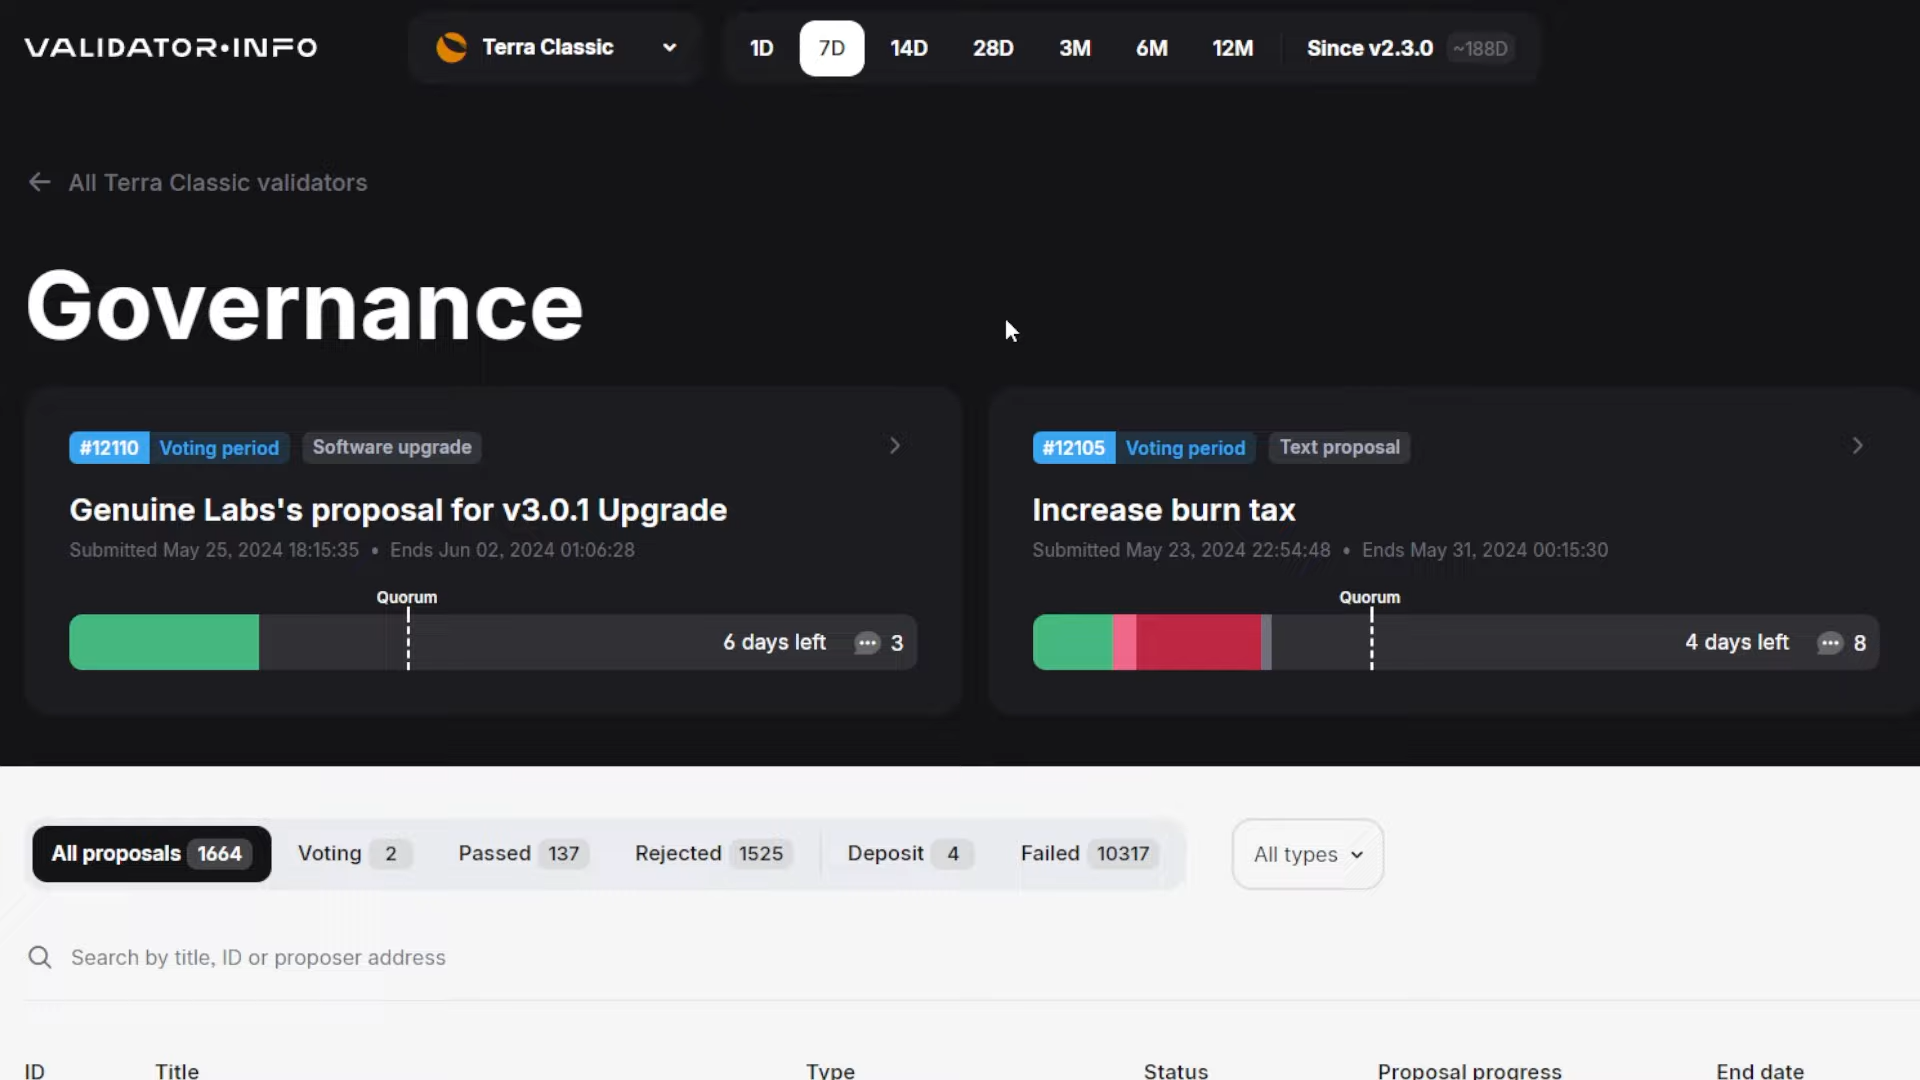 VALIDATOR•INFO
Terra Classic
1D 7D 14D 28D 3M 6M 12M Since v2.3.0 ~188D
All Terra Classic validators
Governance
#12110 Voting period Software upgrade
Genuine Labs's proposal for v3.0.1 Upgrade
Submitted May 25, 2024 18:15:35 • Ends Jun 02, 2024 01:06:28
Quorum
6 days left 3
#12105 Voting period Text proposal
Increase burn tax
Submitted May 23, 2024 22:54:48 • Ends May 31, 2024 00:15:30
Quorum
4 days left 8
All proposals 1664 Voting 2 Passed 137 Rejected 1525 Deposit 4 Failed 10317 All types
Search by title, ID or proposer address
ID Title Type Status Proposal progress End date